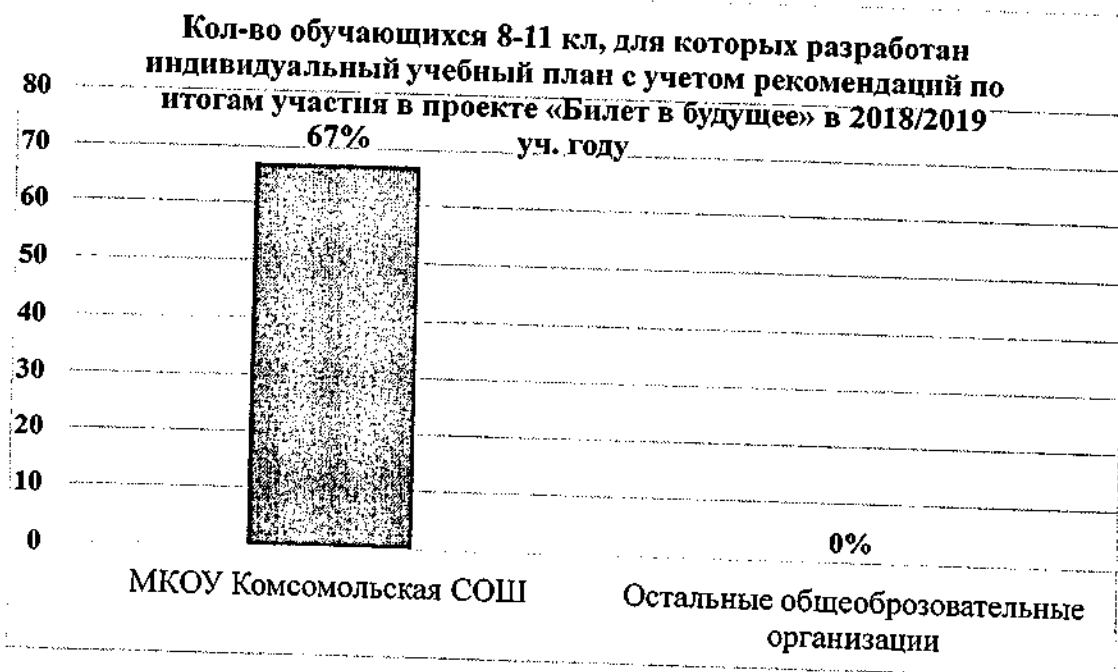 Кол-во обучающихся 8-11 кл, для которых разработан
индивидуальный учебный план с учетом рекомендаций по
итогам участия в проекте «Билет в будущее» в 2018/2019
уч. году
80
70
60
50
40
30
20
10
0
67%
0%
МКОУ Комсомольская СОШ
Остальные общеоброзовательные
организации